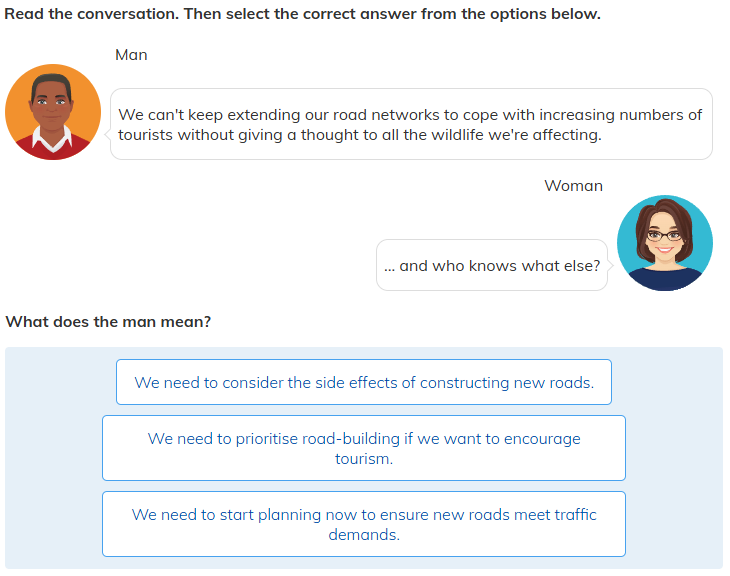 Read the conversation. Then select the correct answer from the options below.
Man
We can't keep extending our road networks to cope with increasing numbers of
tourists without giving a thought to all the wildlife we're affecting.
Woman
... and who knows what else?
What does the man mean?
We need to consider the side effects of constructing new roads.
We need to prioritise road-building if we want to encourage
tourism.
We need to start planning now to ensure new roads meet traffic
demands.